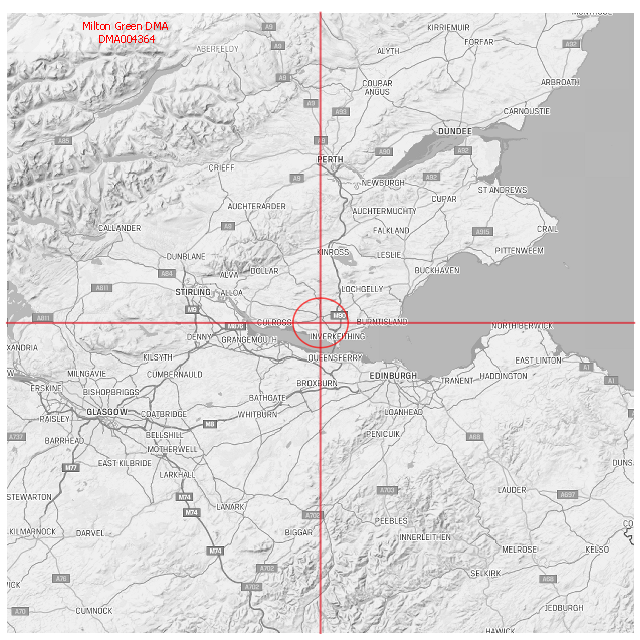 Milton Green DMA
DMA004364
A9
KIRRIEMUIR
FORFAR
A92
ABERFELDY
A9
ALYTH
A9
COUPAR
ANGUS
ARBROATH
A9
A93
CARNOUSTIE
DUNDEE
A85
A9
A90
A92
PERTH
CRIEFF
A9
NEWBURGH
A92
ST ANDREWS
CUPAR
AUCHTERARDER
AUCHTERMUCHTY
A9
CRAIL
CALLANDER
FALKLAND
A915
KINROSS
LESLIE
PITTENWEEM
DUNBLANE
DOLLAR
BUCKHAVEN
A84
ALVA
A811
STIRLING
ALLOA
LOCHGELLY
M9
M90
A811
CULROSS
BURNTISLAND
M876
NORTH BERWICK
DENNY
GRANGEMOUTH
INVERKEITHING
XANDRIA
KILSYTH
QUEENSFERRY
EAST LINTON
A1
MILNGAVIE
CUMBERNAULD
EDINBURGH
TRANENT
HADDINGTON
A1
ERSKINE
BISHOPBRIGGS
BROXBURN
BATHGATE
GLASGOW
COATBRIDGE
WHITBURN
LOANHEAD
PAISLEY
M8
A737
BARRHEAD
BELLSHILL
PENICUIK
A68
MOTHERWELL
M77
EAST KILBRIDE
DUNS
LARKHALL
STEWARTON
M74
A703
LAUDER
A697
M74
LANARK
A702
PEEBLES
KILMARNOCK
DARVEL
BIGGAR
INNERLEITHEN
M74
MELROSE
KELSO
A702
SELKIRK
A76
A702
A68
ICK
A70
CUMNOCK
JEDBURGH
HAWICK